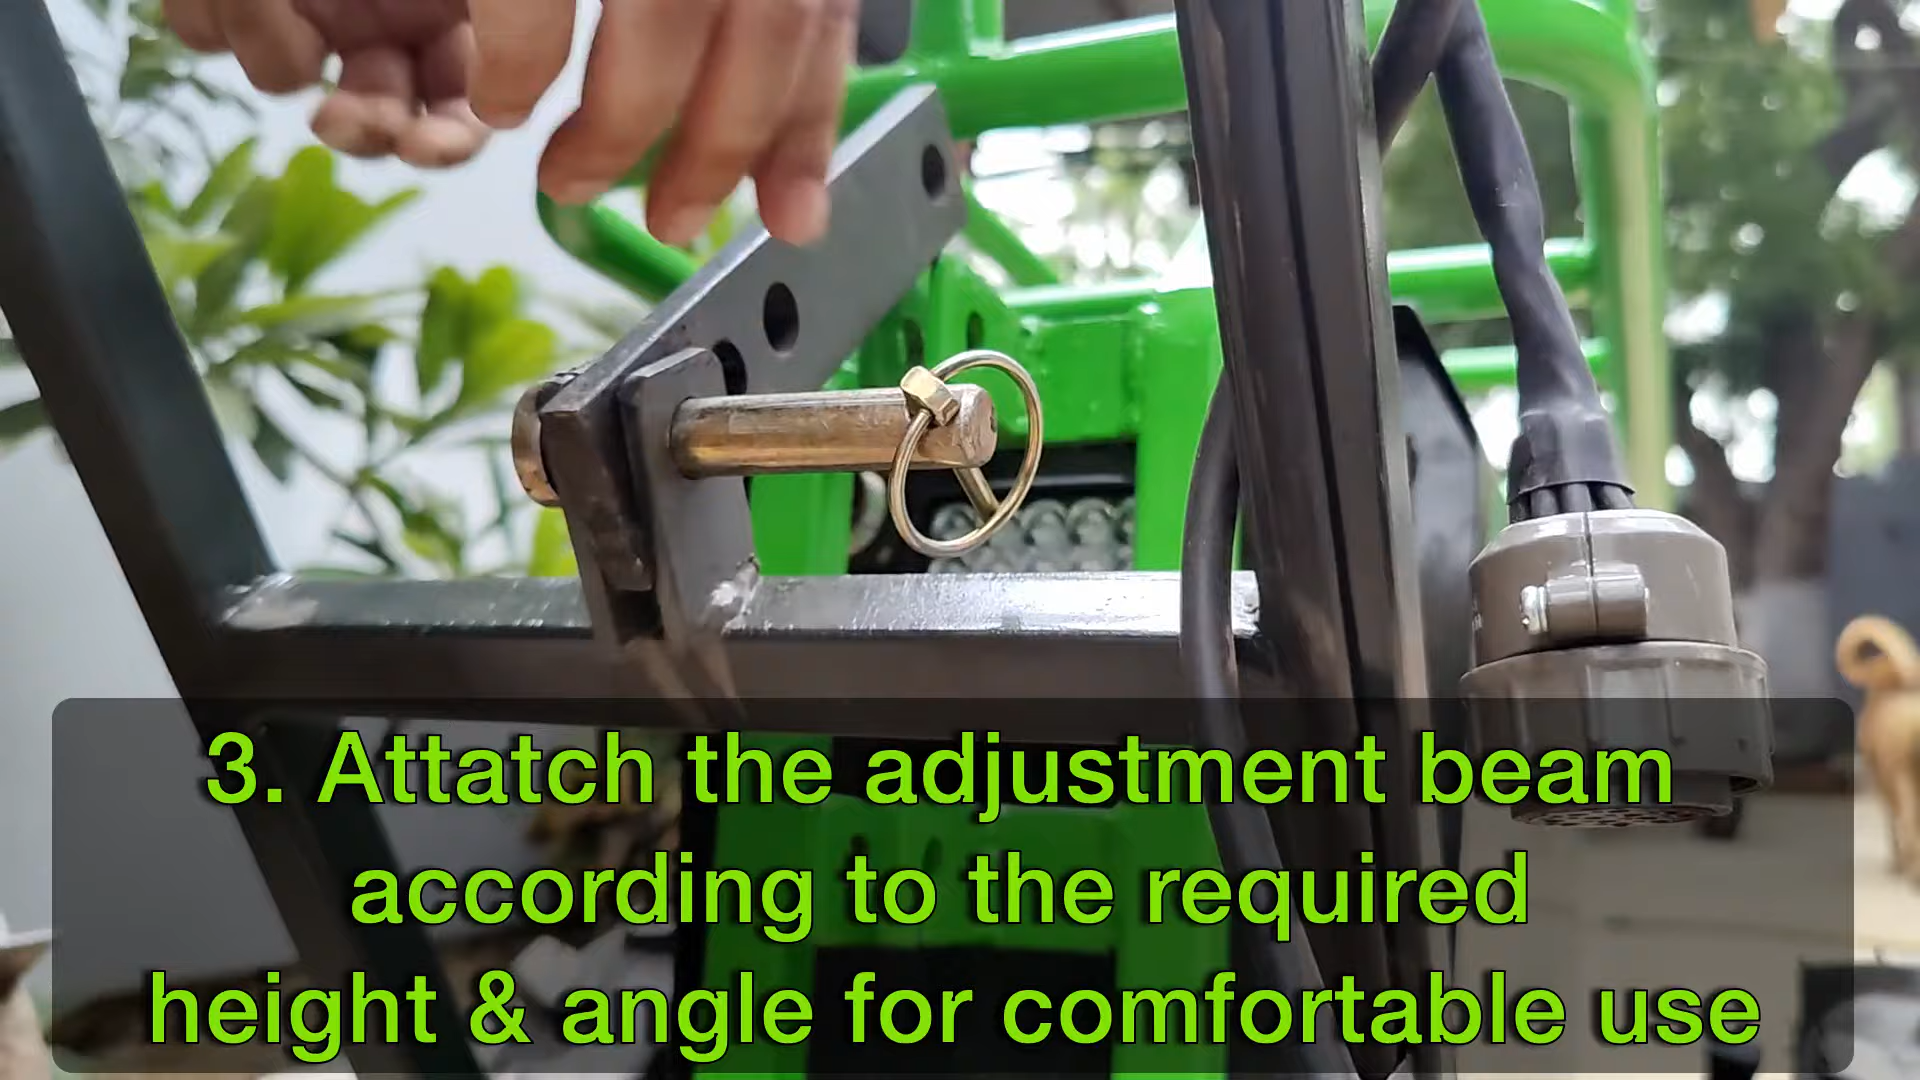 3. Attatch the adjustment beam
according to the required
height & angle for comfortable use